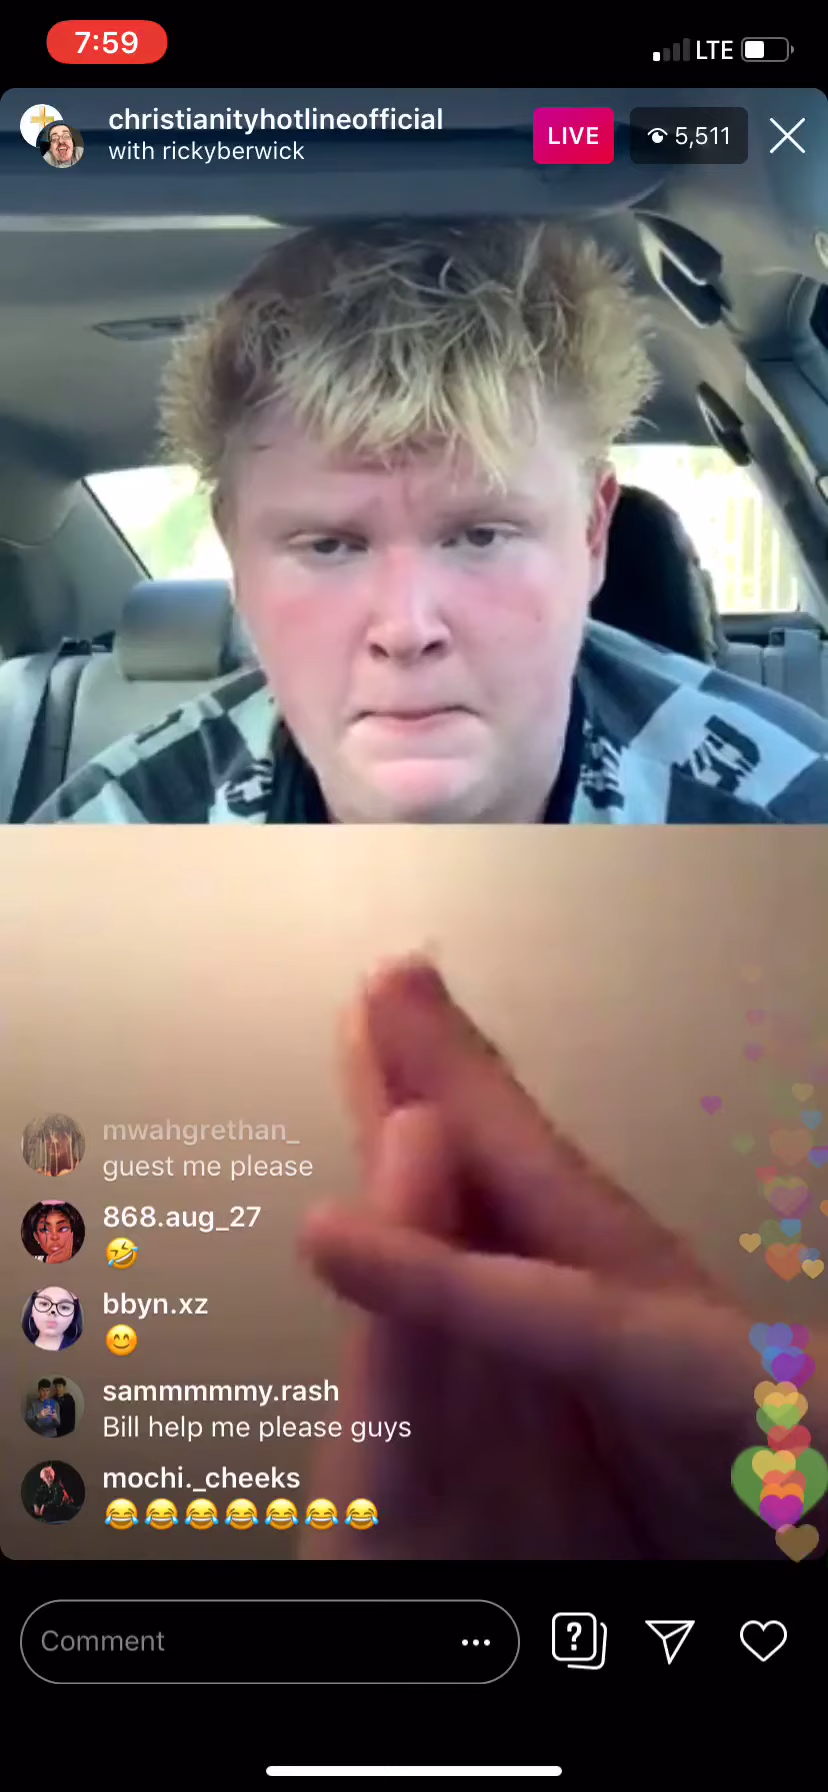 7:59
LTE
christianityhotlineofficial
with rickyberwick
LIVE
5,511
mwahgrethan_
guest me please
868.aug_27
🤣
bbyn.xz
😊
sammmmmy.rash
Bill help me please guys
mochi._cheeks
😂😂😂😂😂😂😂
Comment
?